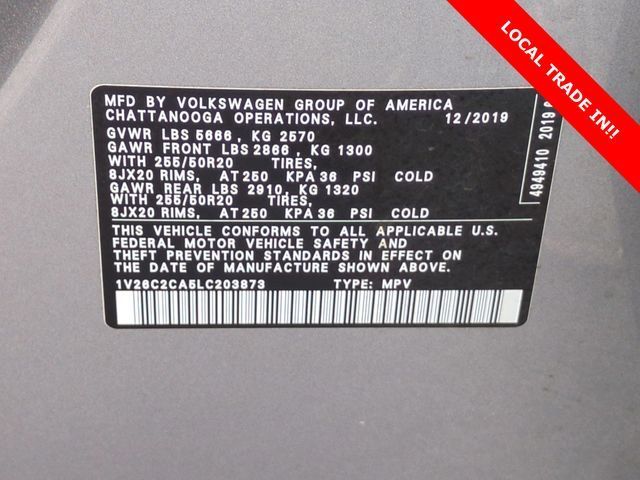 LOCAL TRADE IN!!
MFD BY VOLKSWAGEN GROUP OF AMERICA
CHATTANOOGA OPERATIONS, LLC. 12/2019
GVWR LBS 5666 , KG 2570
GAWR FRONT LBS 2866 , KG 1300
WITH 255/50R20 TIRES,
8JX20 RIMS, AT 250 KPA 36 PSI COLD
GAWR REAR LBS 2910, KG 1320
WITH 255/50R20 TIRES,
8JX20 RIMS, AT 250 KPA 36 PSI COLD
THIS VEHICLE CONFORMS TO ALL APPLICABLE U.S.
FEDERAL MOTOR VEHICLE SAFETY AND
THEFT PREVENTION STANDARDS IN EFFECT ON
THE DATE OF MANUFACTURE SHOWN ABOVE.
1V26C2CA5LC203873 TYPE: MPV
4949410 2019